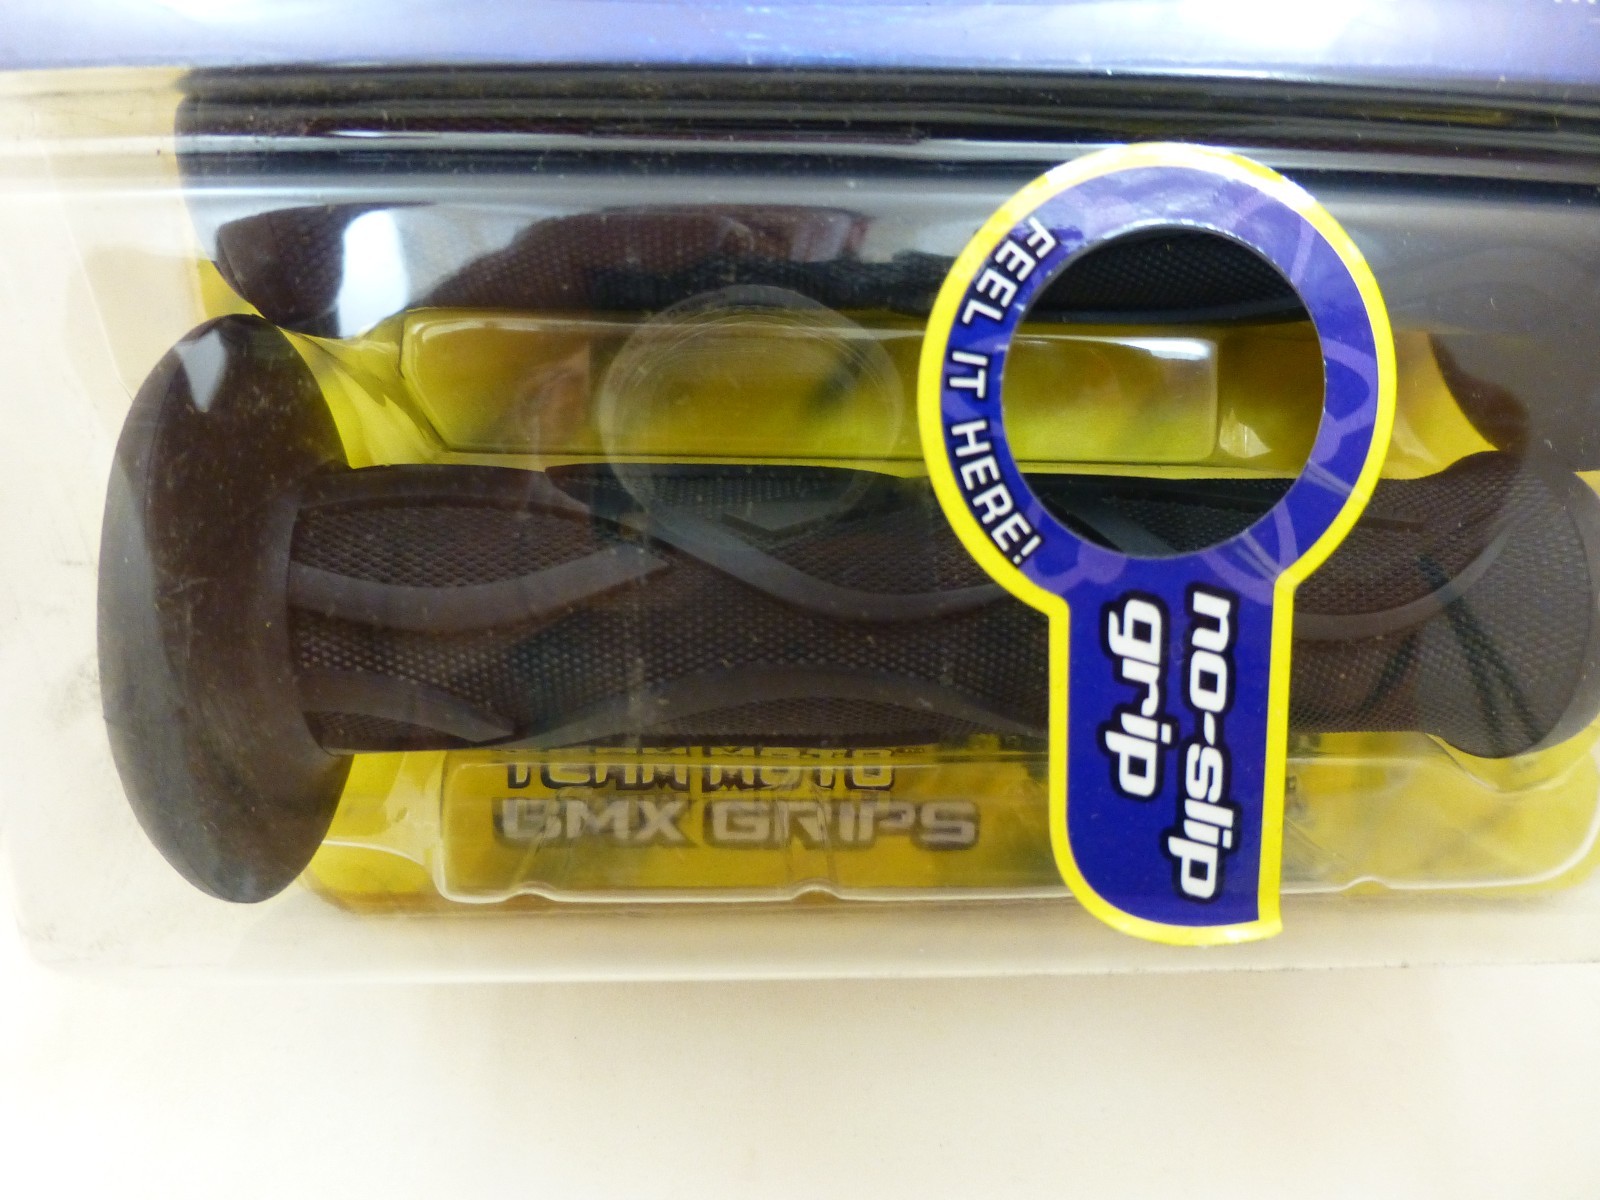 FEEL IT HERE!
no-slip
grip
TEAM MOTO
BMX GRIPS